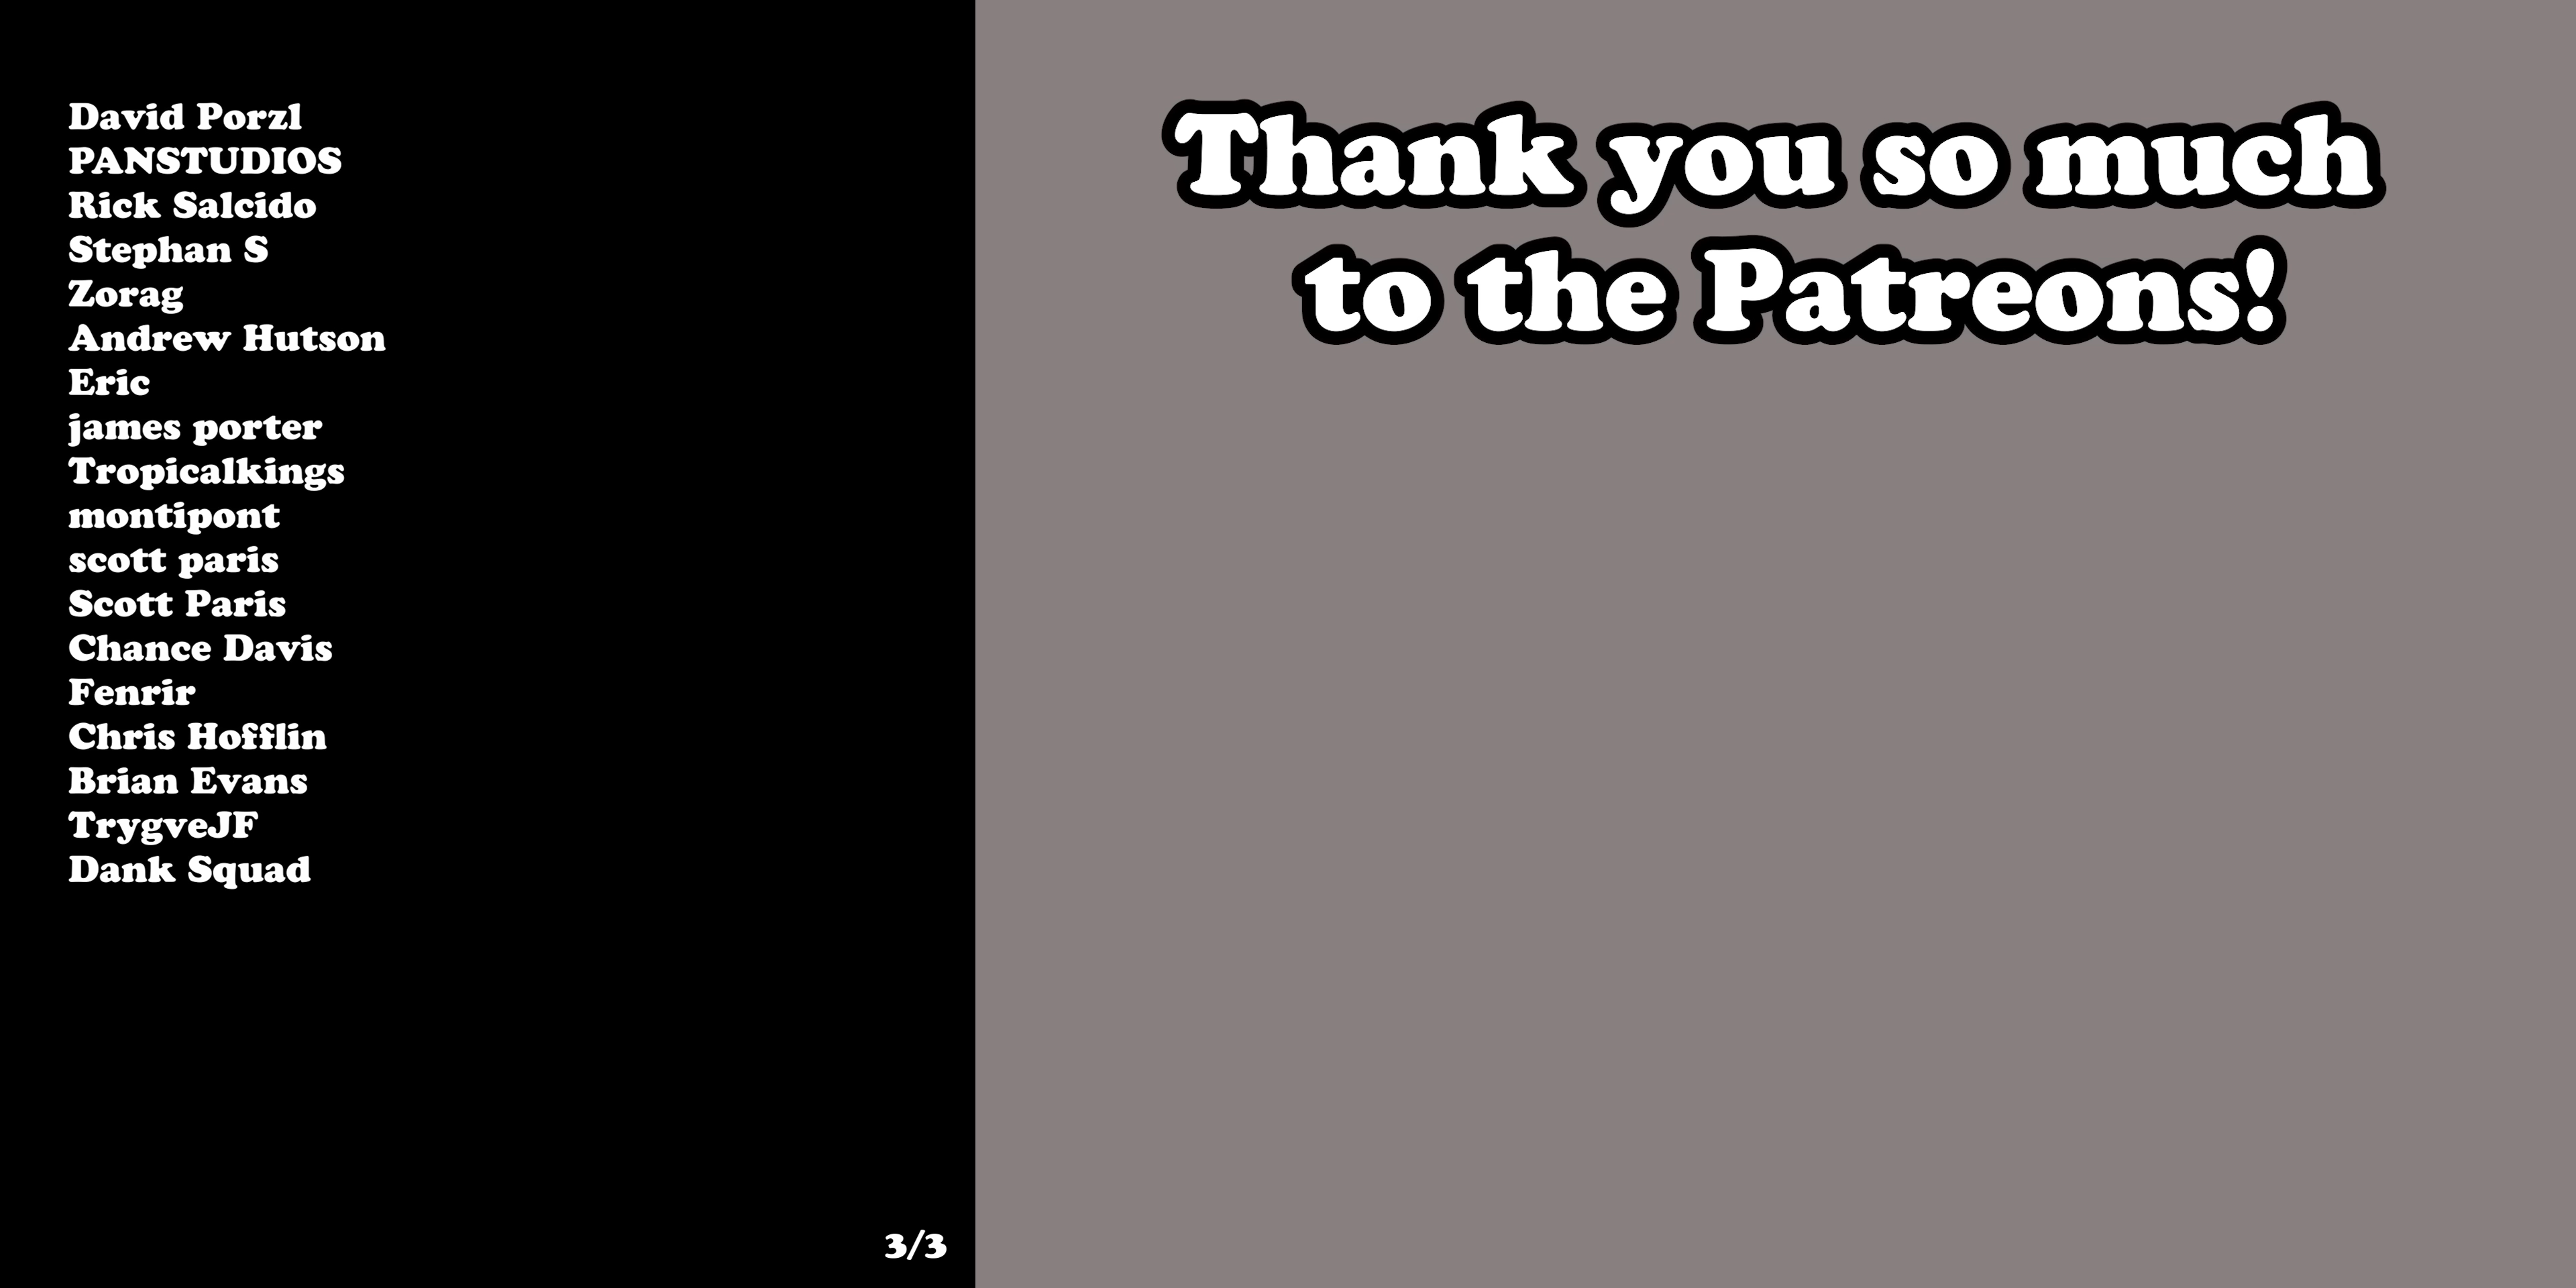 David Porzl
PANSTUDIOS
Rick Salcido
Stephan S
Zorag
Andrew Hutson
Eric
james porter
Tropicalkings
montipont
scott paris
Scott Paris
Chance Davis
Fenrir
Chris Hofflin
Brian Evans
TrygveJF
Dank Squad
3/3
Thank you so much
to the Patreons!